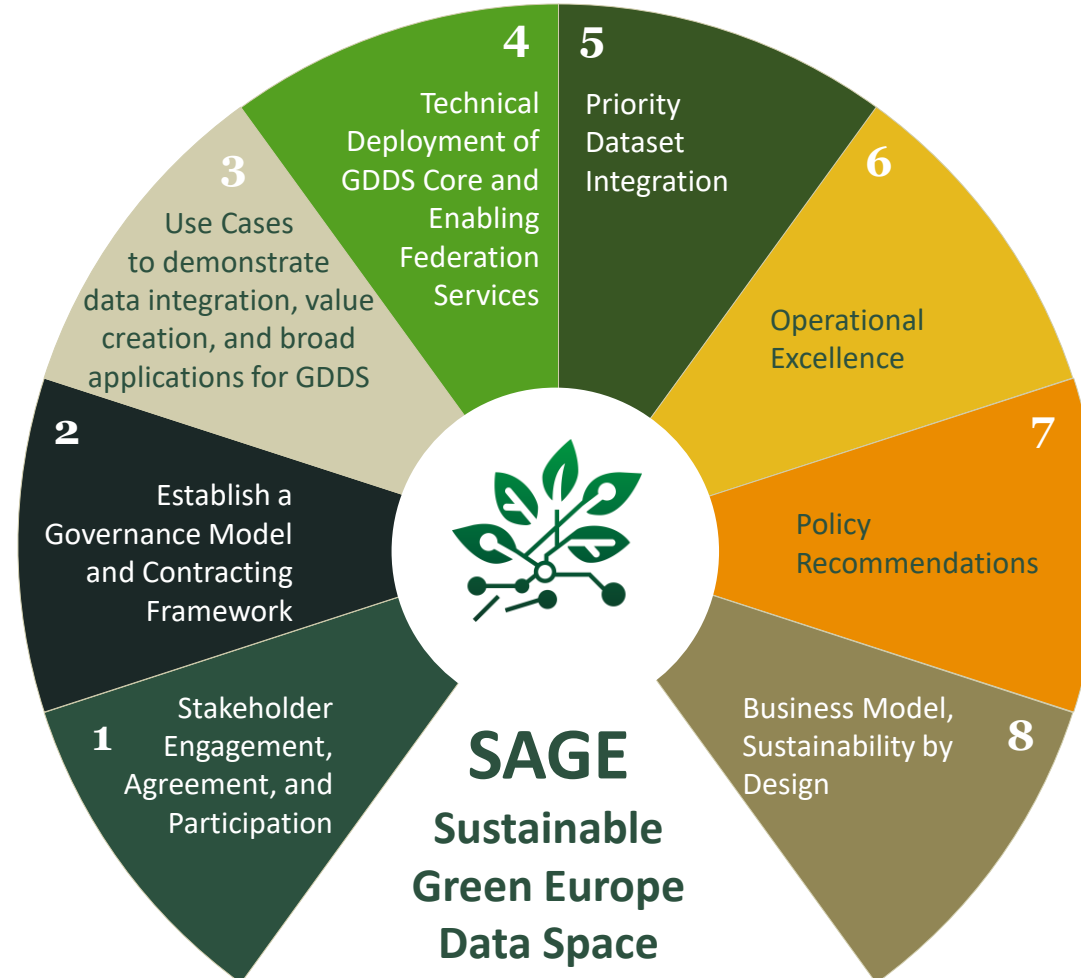 1
Stakeholder
Engagement,
Agreement, and
Participation
2
Establish a
Governance Model
and Contracting
Framework
3
Use Cases
to demonstrate
data integration, value
creation, and broad
applications for GDDS
4
Technical
Deployment of
GDDS Core and
Enabling
Federation
Services
5
Priority
Dataset
Integration
6
Operational
Excellence
7
Policy
Recommendations
8
Business Model,
Sustainability by
Design
SAGE
Sustainable
Green Europe
Data Space